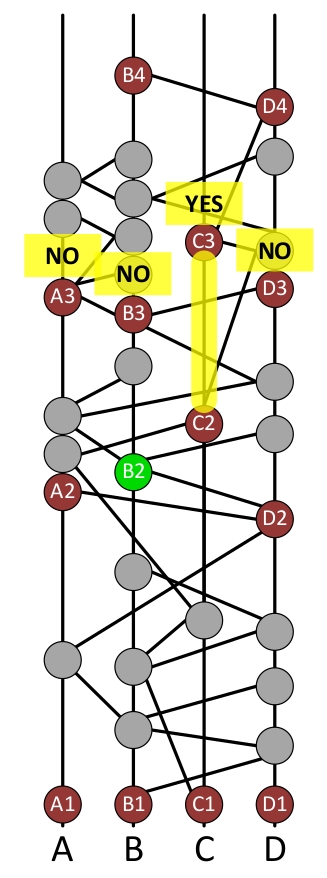 B4
D4
YES
C3
NO
NO
NO
A3
D3
B3
C2
B2
A2
D2
A1 B1 C1 D1
A B C D